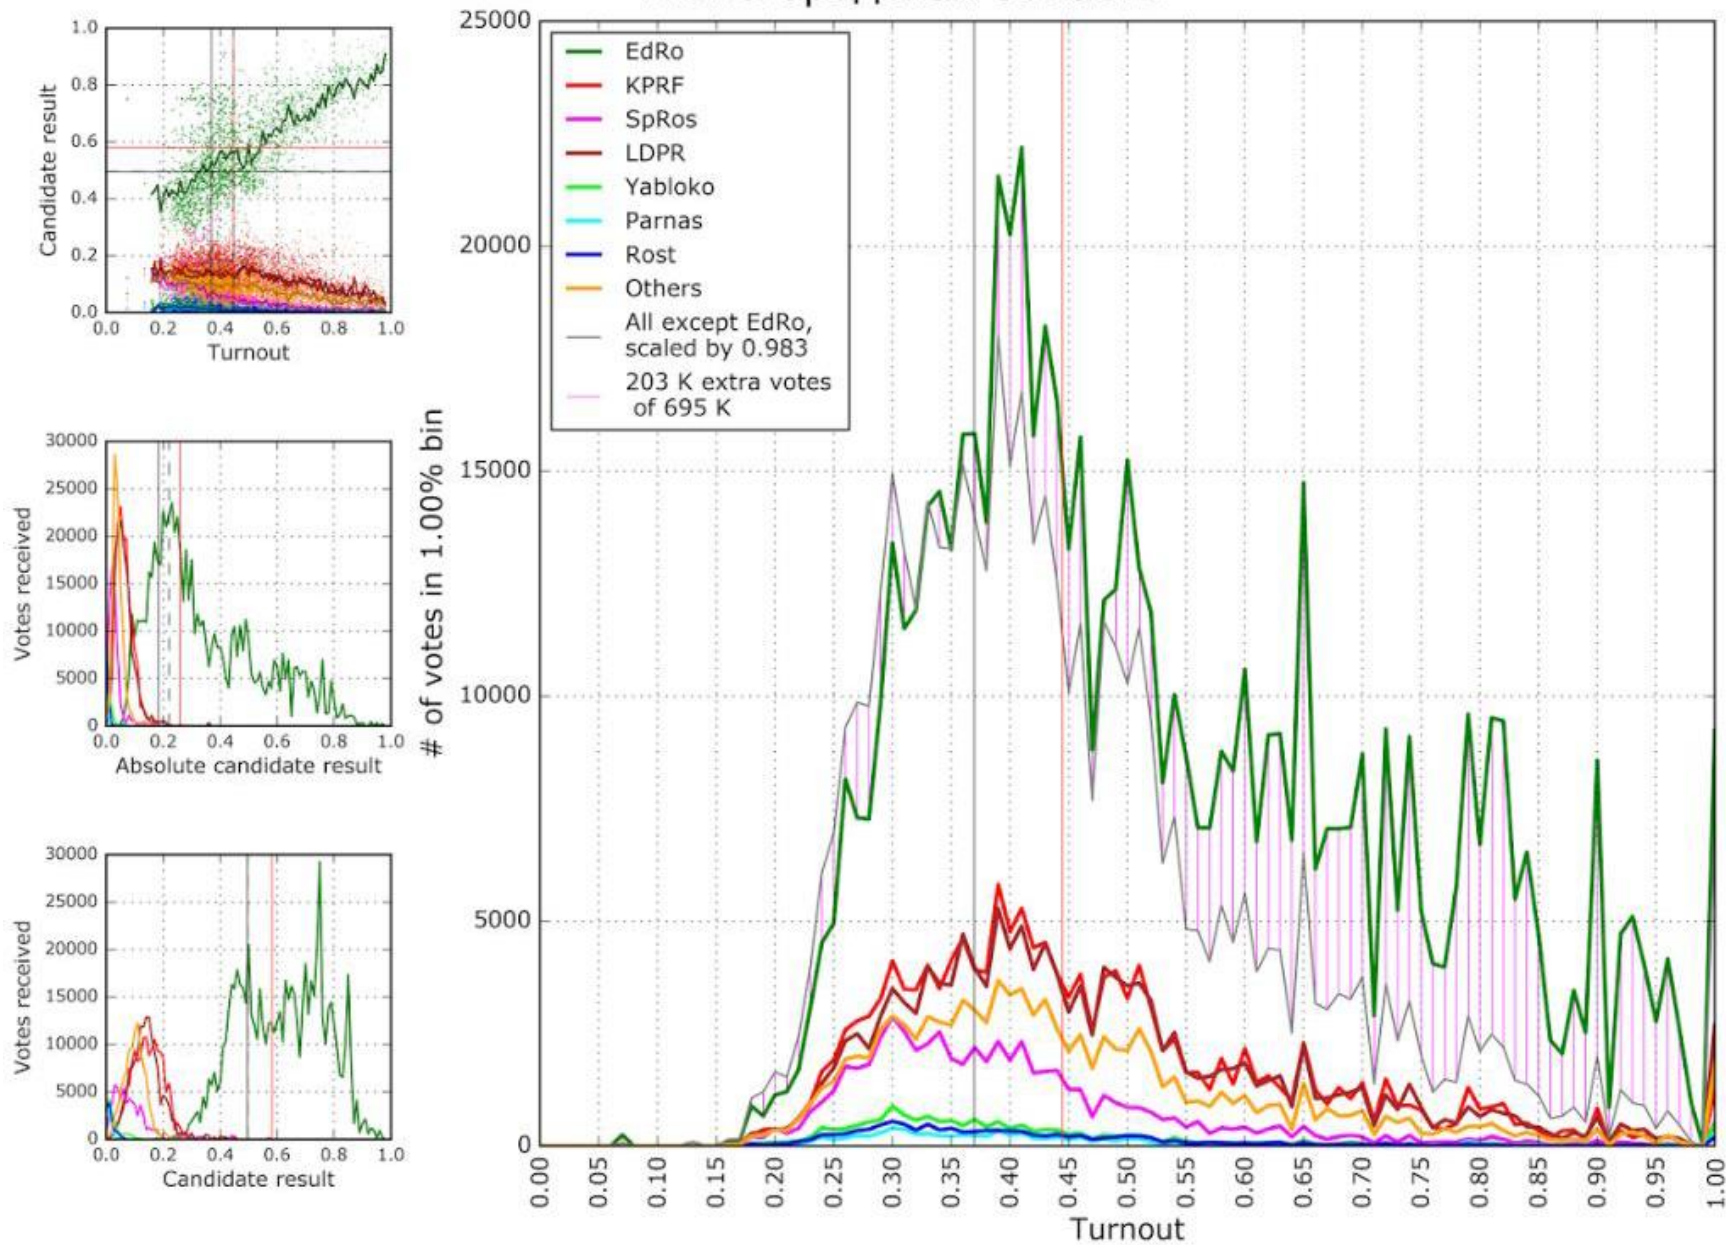 1.0
0.8
0.6
0.4
0.2
0.0
Candidate result
0.0 0.2 0.4 0.6 0.8 1.0
Turnout
30000
25000
20000
15000
10000
5000
0
Votes received
0.0 0.2 0.4 0.6 0.8 1.0
Absolute candidate result
30000
25000
20000
15000
10000
5000
0
Votes received
0.0 0.2 0.4 0.6 0.8 1.0
Candidate result
# of votes in 1.00% bin
25000
20000
15000
10000
5000
0
EdRo
KPRF
SpRos
LDPR
Yabloko
Parnas
Rost
Others
All except EdRo,
scaled by 0.983
203 K extra votes
of 695 K
0.00 0.05 0.10 0.15 0.20 0.25 0.30 0.35 0.40 0.45 0.50 0.55 0.60 0.65 0.70 0.75 0.80 0.85 0.90 0.95 1.00
Turnout